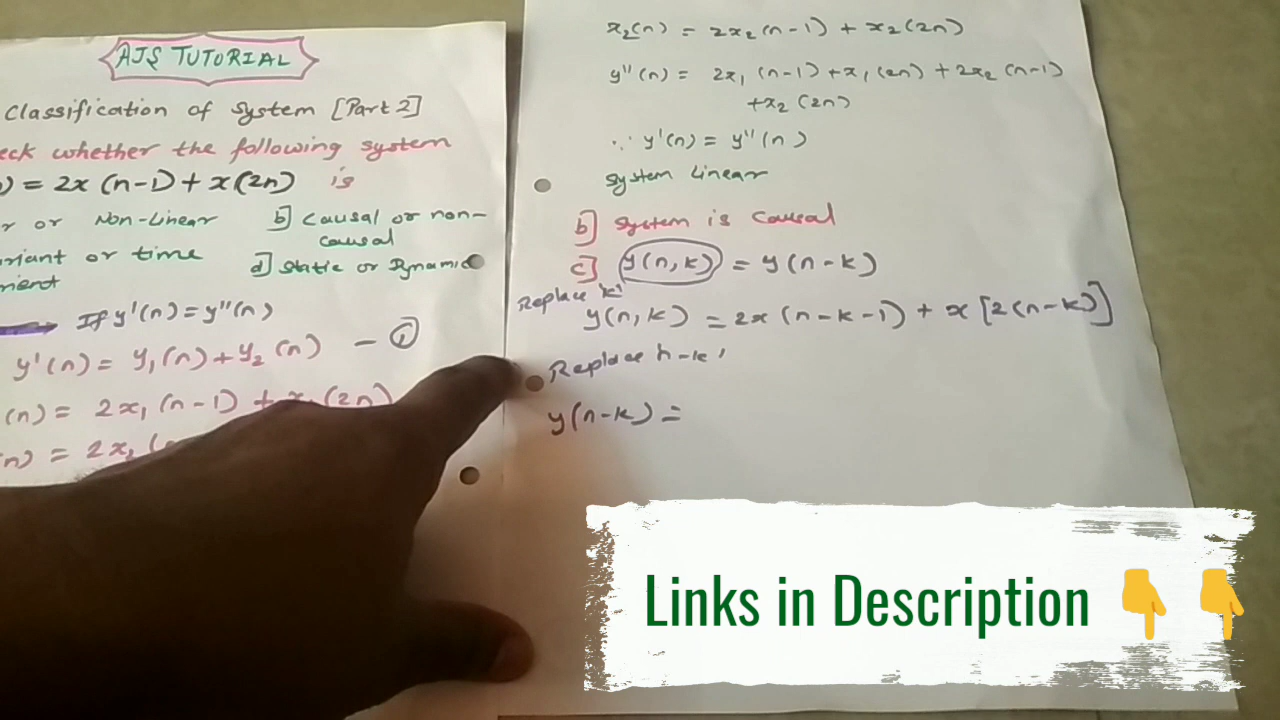 AJS TUTORIAL
Classification of System [Part 2]
eck whether the following system
) = 2x (n-1) + x(2n) is
r or Non-Linear b] Causal or non-
causal
riant or time d] Static or Dynamic
If y'(n) = y''(n)
y'(n) = y₁(n) + y₂(n) — ①
(n) = 2x₁(n-1) + x₂(2n)
n) = 2x₂
x₂(n) = 2x₂(n-1) + x₂(2n)
y''(n) = 2x₁(n-1) + x₁(2n) + 2x₂(n-1)
+x₂(2n)
∴ y'(n) = y''(n)
System Linear
b] System is Causal
c] y(n,k) = y(n-k)
Replace 'k'
y(n,k) = 2x(n-k-1) + x[2(n-k)]
Replace n-k'
y(n-k) =
Links in Description 👇 👇